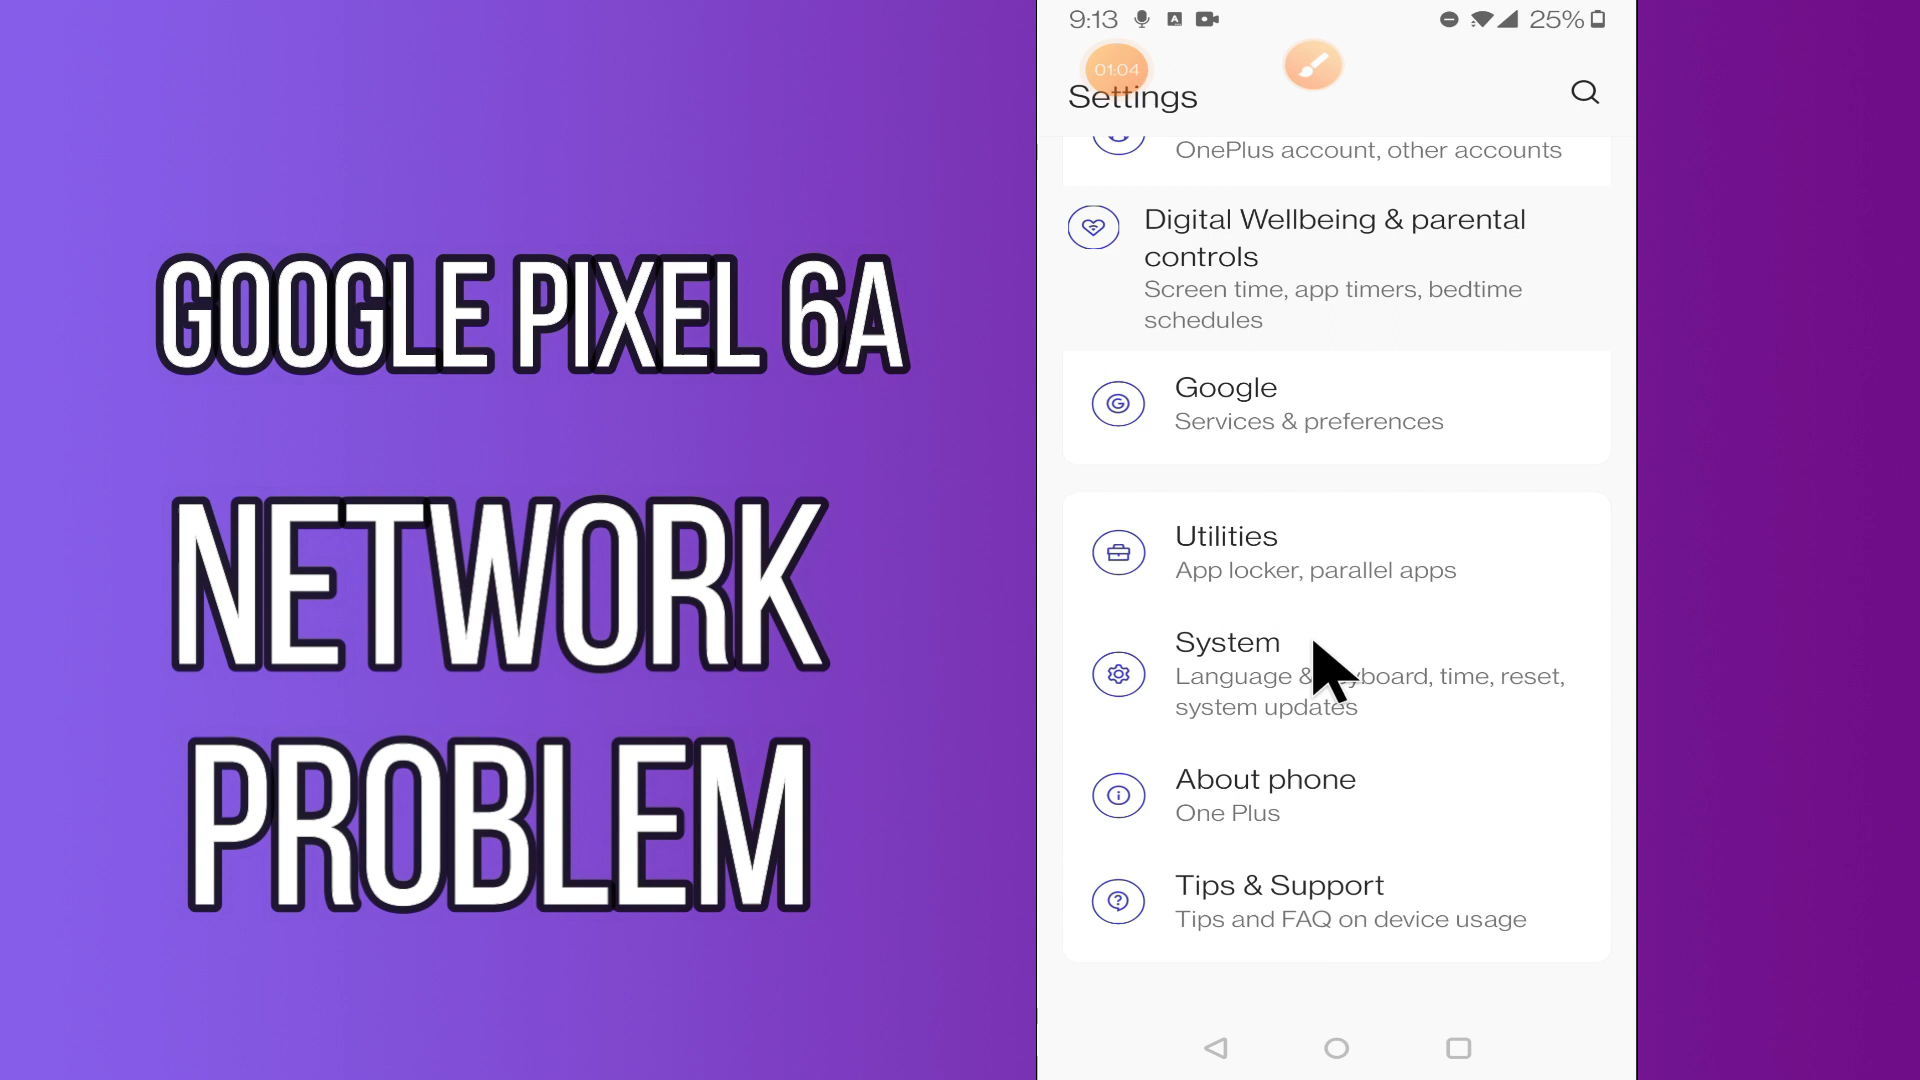 GOOGLE PIXEL 6A
NETWORK
PROBLEM
9:13
25%
01:04
Settings
OnePlus account, other accounts
Digital Wellbeing & parental
controls
Screen time, app timers, bedtime
schedules
Google
Services & preferences
Utilities
App locker, parallel apps
System
Language & yboard, time, reset,
system updates
About phone
One Plus
Tips & Support
Tips and FAQ on device usage